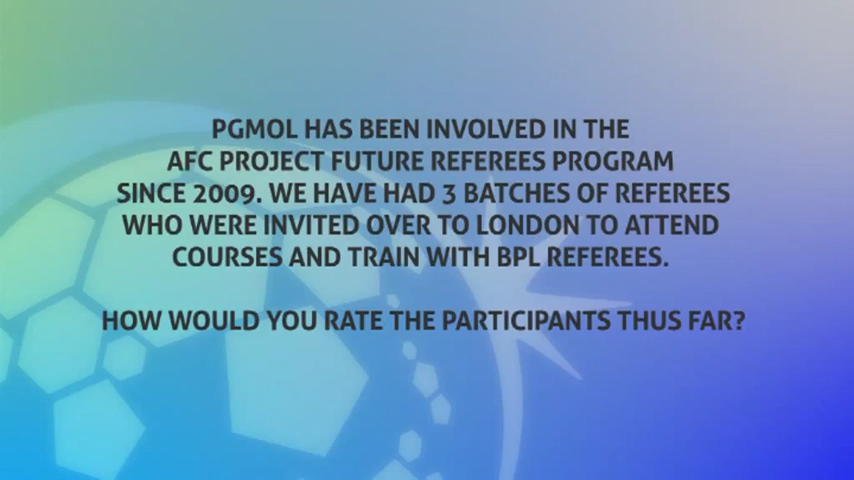 PGMOL HAS BEEN INVOLVED IN THE
AFC PROJECT FUTURE REFEREES PROGRAM
SINCE 2009. WE HAVE HAD 3 BATCHES OF REFEREES
WHO WERE INVITED OVER TO LONDON TO ATTEND
COURSES AND TRAIN WITH BPL REFEREES.
HOW WOULD YOU RATE THE PARTICIPANTS THUS FAR?